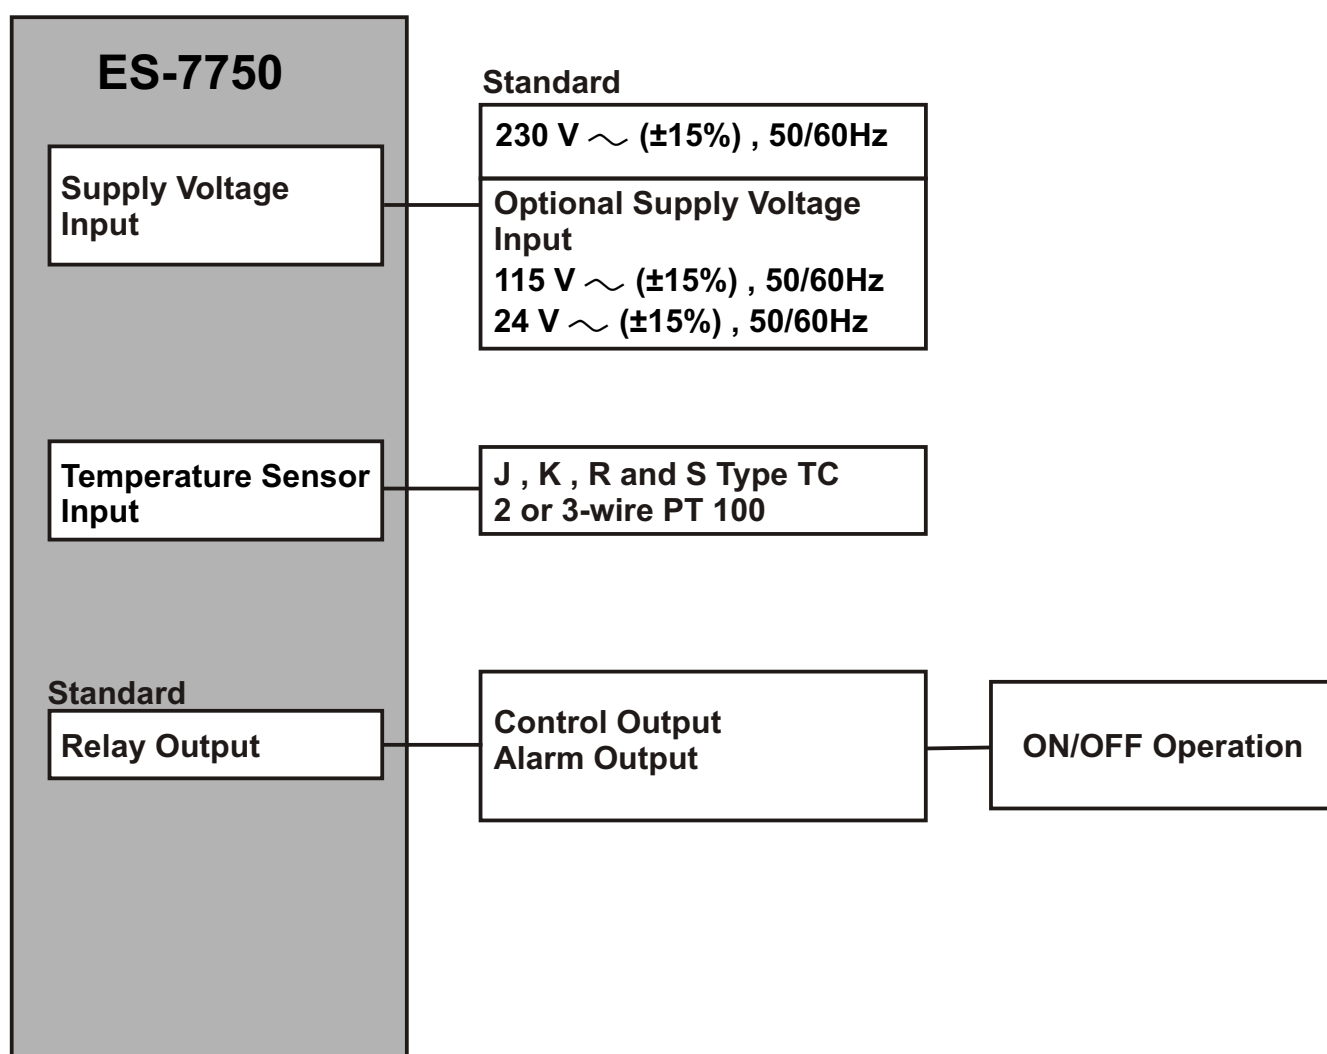 ES-7750
Supply Voltage
Input
Standard
230 V ~ (±15%) , 50/60Hz
Optional Supply Voltage
Input
115 V ~ (±15%) , 50/60Hz
24 V ~ (±15%) , 50/60Hz
Temperature Sensor
Input
J , K , R and S Type TC
2 or 3-wire PT 100
Standard
Relay Output
Control Output
Alarm Output
ON/OFF Operation